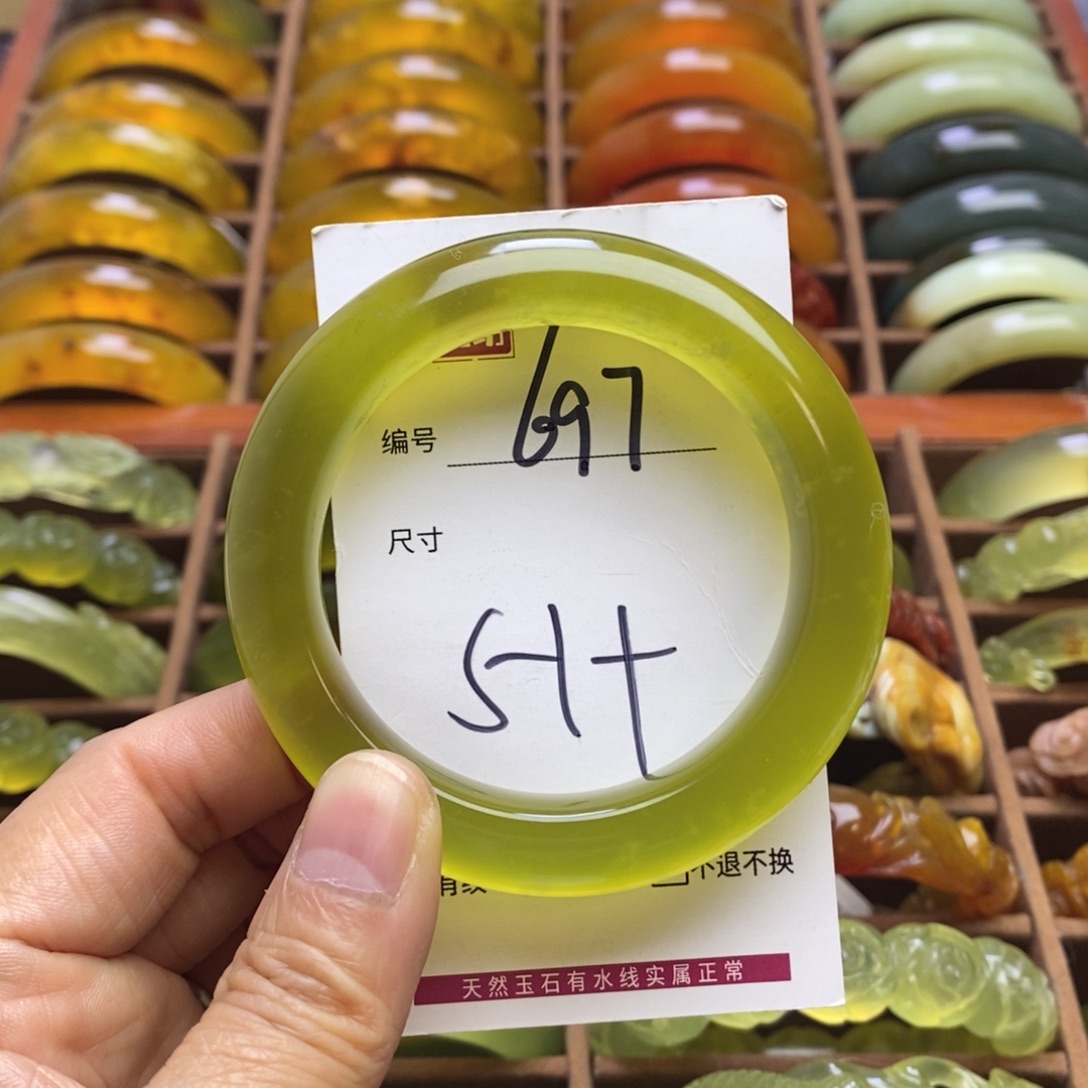 编号 697
尺寸
51+
不退不换
天然玉石有水线实属正常